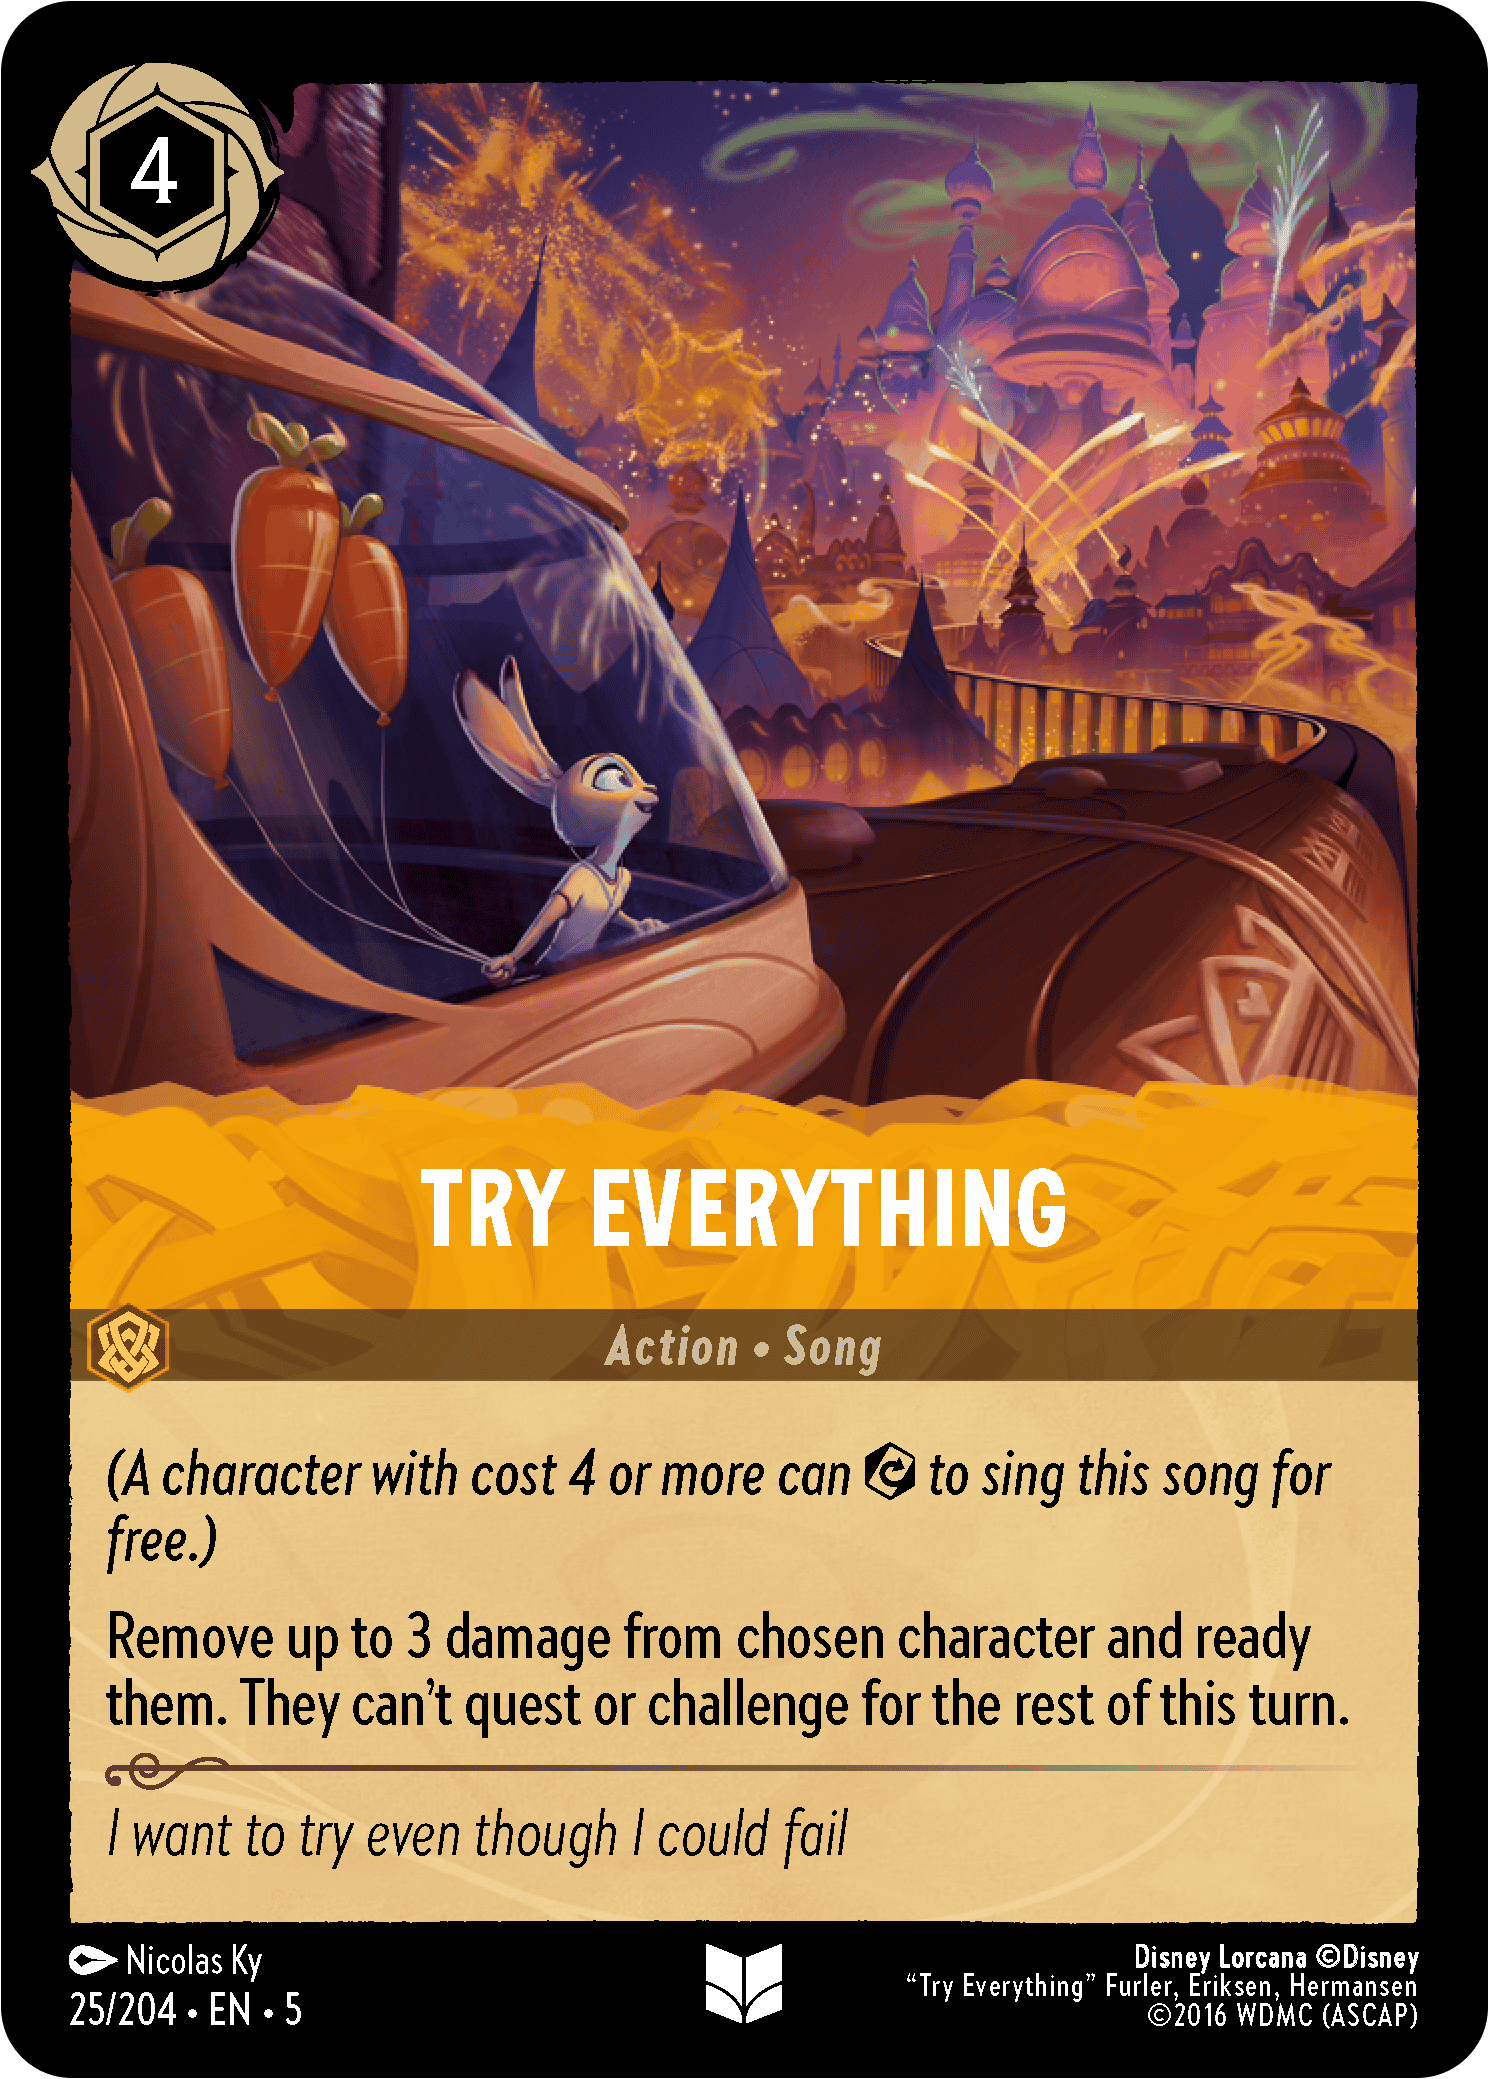 4
TRY EVERYTHING
Action • Song
(A character with cost 4 or more can to sing this song for
free.)
Remove up to 3 damage from chosen character and ready
them. They can’t quest or challenge for the rest of this turn.
I want to try even though I could fail
Nicolas Ky
25/204 • EN • 5
Disney Lorcana ©Disney
“Try Everything” Furler, Eriksen, Hermansen
©2016 WDMC (ASCAP)